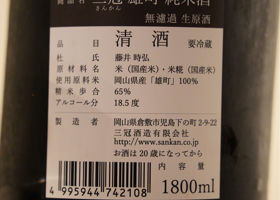 商品名 三冠 雄町 純米酒
さんかん
無濾過 生原酒
品目 清酒 要冷蔵
杜氏 藤井 時弘
原材料名 米（国産米）・米糀（国産米）
使用原料米 岡山県産「雄町」100%
精米歩合 65%
アルコール分 18.5度
製造者 岡山県倉敷市児島下の町2-9-22
三冠酒造有限会社
http://www.sankan.co.jp
お酒は20歳になってから
内容量
1800ml
4 995944 742108